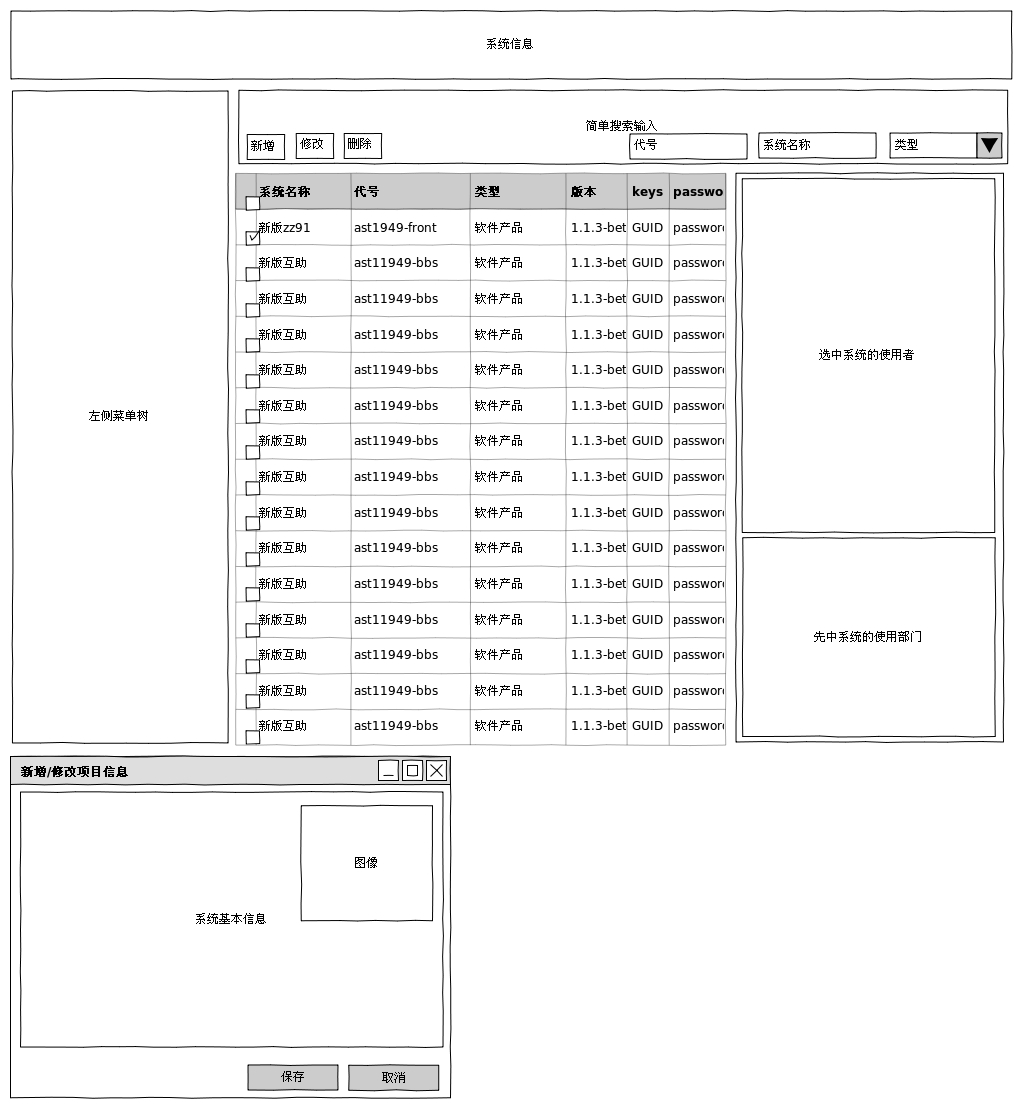 系统信息
左侧菜单树
简单搜索输入
新增 修改 删除 代号 系统名称 类型
系统名称 代号 类型 版本 keys passwo
新版zz91 ast1949-front 软件产品 1.1.3-bet GUID passwor
新版互助 ast11949-bbs 软件产品 1.1.3-bet GUID passwor
新版互助 ast11949-bbs 软件产品 1.1.3-bet GUID passwor
新版互助 ast11949-bbs 软件产品 1.1.3-bet GUID passwor
新版互助 ast11949-bbs 软件产品 1.1.3-bet GUID passwor
新版互助 ast11949-bbs 软件产品 1.1.3-bet GUID passwor
新版互助 ast11949-bbs 软件产品 1.1.3-bet GUID passwor
新版互助 ast11949-bbs 软件产品 1.1.3-bet GUID passwor
新版互助 ast11949-bbs 软件产品 1.1.3-bet GUID passwor
新版互助 ast11949-bbs 软件产品 1.1.3-bet GUID passwor
新版互助 ast11949-bbs 软件产品 1.1.3-bet GUID passwor
新版互助 ast11949-bbs 软件产品 1.1.3-bet GUID passwor
新版互助 ast11949-bbs 软件产品 1.1.3-bet GUID passwor
新版互助 ast11949-bbs 软件产品 1.1.3-bet GUID passwor
新版互助 ast11949-bbs 软件产品 1.1.3-bet GUID passwor
选中系统的使用者
先中系统的使用部门
新增/修改项目信息
图像
系统基本信息
保存 取消